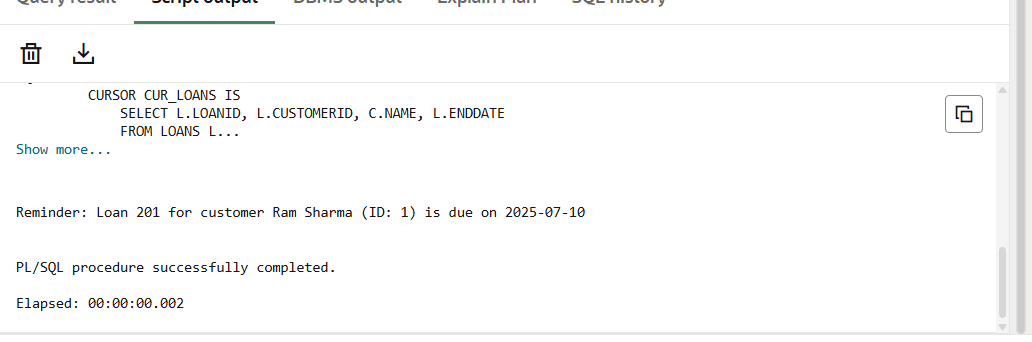 Query result Script output DBMS output Explain Plan SQL history
CURSOR CUR_LOANS IS
SELECT L.LOANID, L.CUSTOMERID, C.NAME, L.ENDDATE
FROM LOANS L...
Show more...
Reminder: Loan 201 for customer Ram Sharma (ID: 1) is due on 2025-07-10
PL/SQL procedure successfully completed.
Elapsed: 00:00:00.002